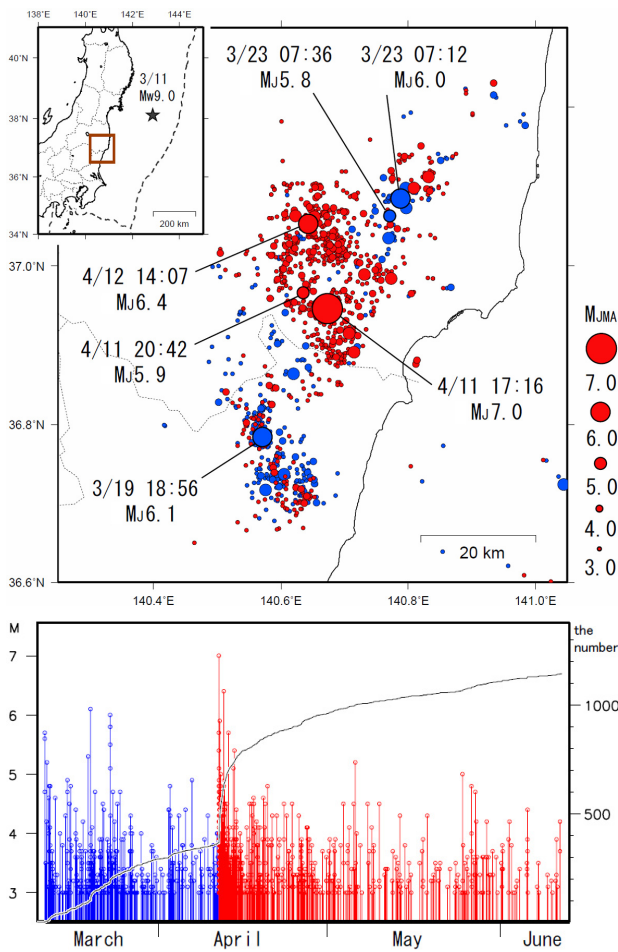 138°E 140°E 142°E 144°E
40°N
36°N
34°N
3/11
Mw9.0
200 km
3/23 07:36
MJ5.8
3/23 07:12
MJ6.0
37.0°N
36.8°N
36.6°N
4/12 14:07
MJ6.4
4/11 20:42
MJ5.9
4/11 17:16
MJ7.0
3/19 18:56
MJ6.1
20 km
140.4°E 140.6°E 140.8°E 141.0°E
MJMA
7.0
6.0
5.0
4.0
3.0
M
the
number
7
6
5
4
3
1000
500
March April May June